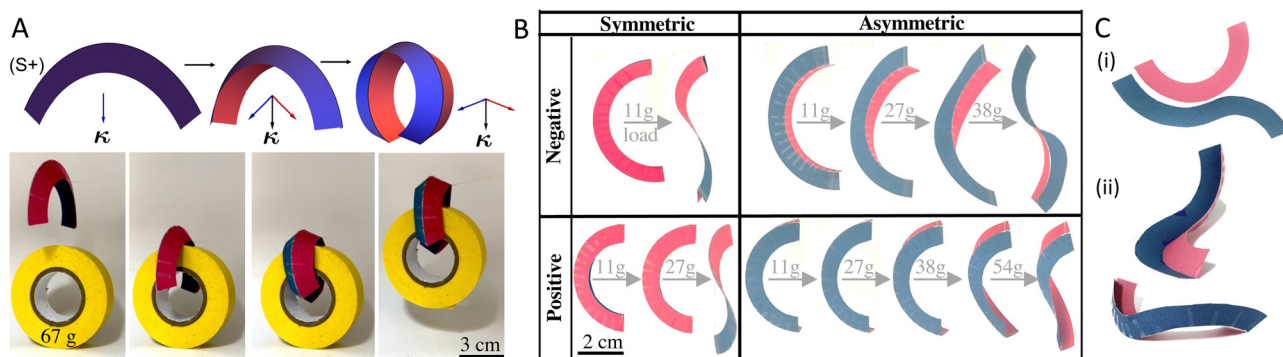 A
(S+)
κ
κ
κ
67 g
3 cm
B
Symmetric
Asymmetric
Negative
11g
load
11g
27g
38g
Positive
11g
27g
11g
27g
38g
54g
2 cm
C
(i)
(ii)